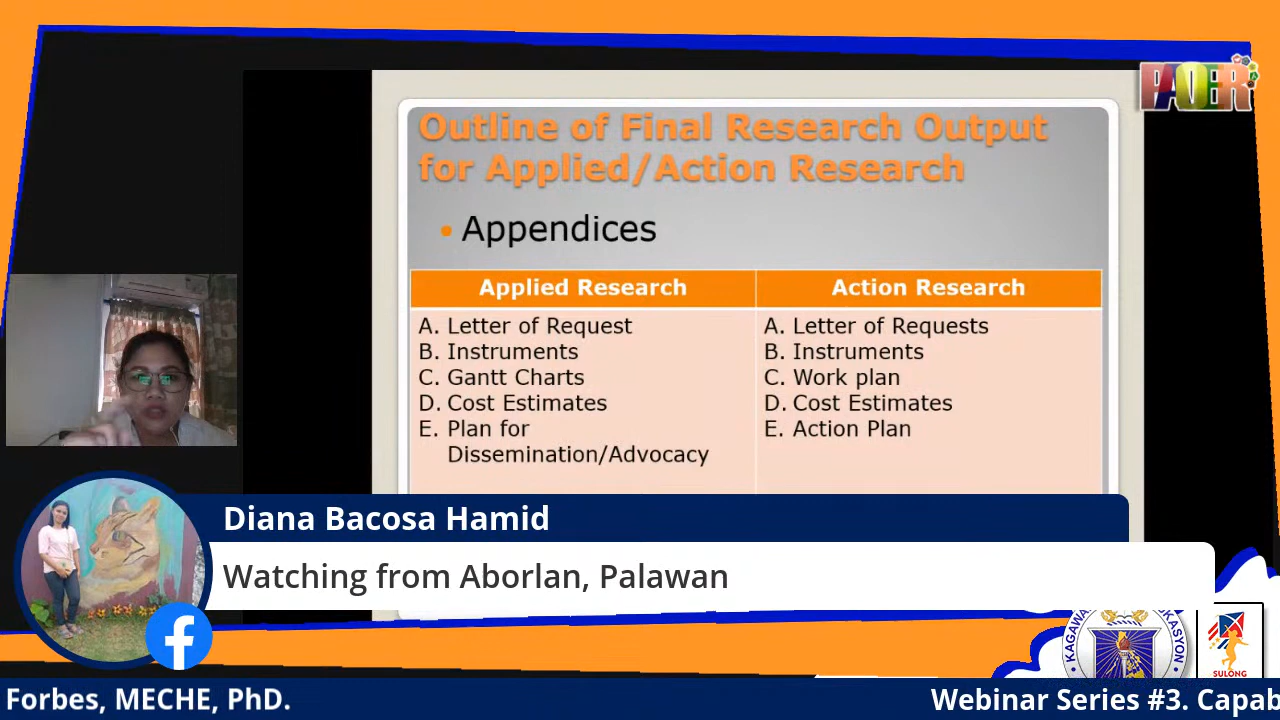 PAOER
Outline of Final Research Output
for Applied/Action Research
• Appendices
Applied Research
A. Letter of Request
B. Instruments
C. Gantt Charts
D. Cost Estimates
E. Plan for
Dissemination/Advocacy
Action Research
A. Letter of Requests
B. Instruments
C. Work plan
D. Cost Estimates
E. Action Plan
Diana Bacosa Hamid
Watching from Aborlan, Palawan
SULONG
Forbes, MECHE, PhD.
Webinar Series #3. Capab